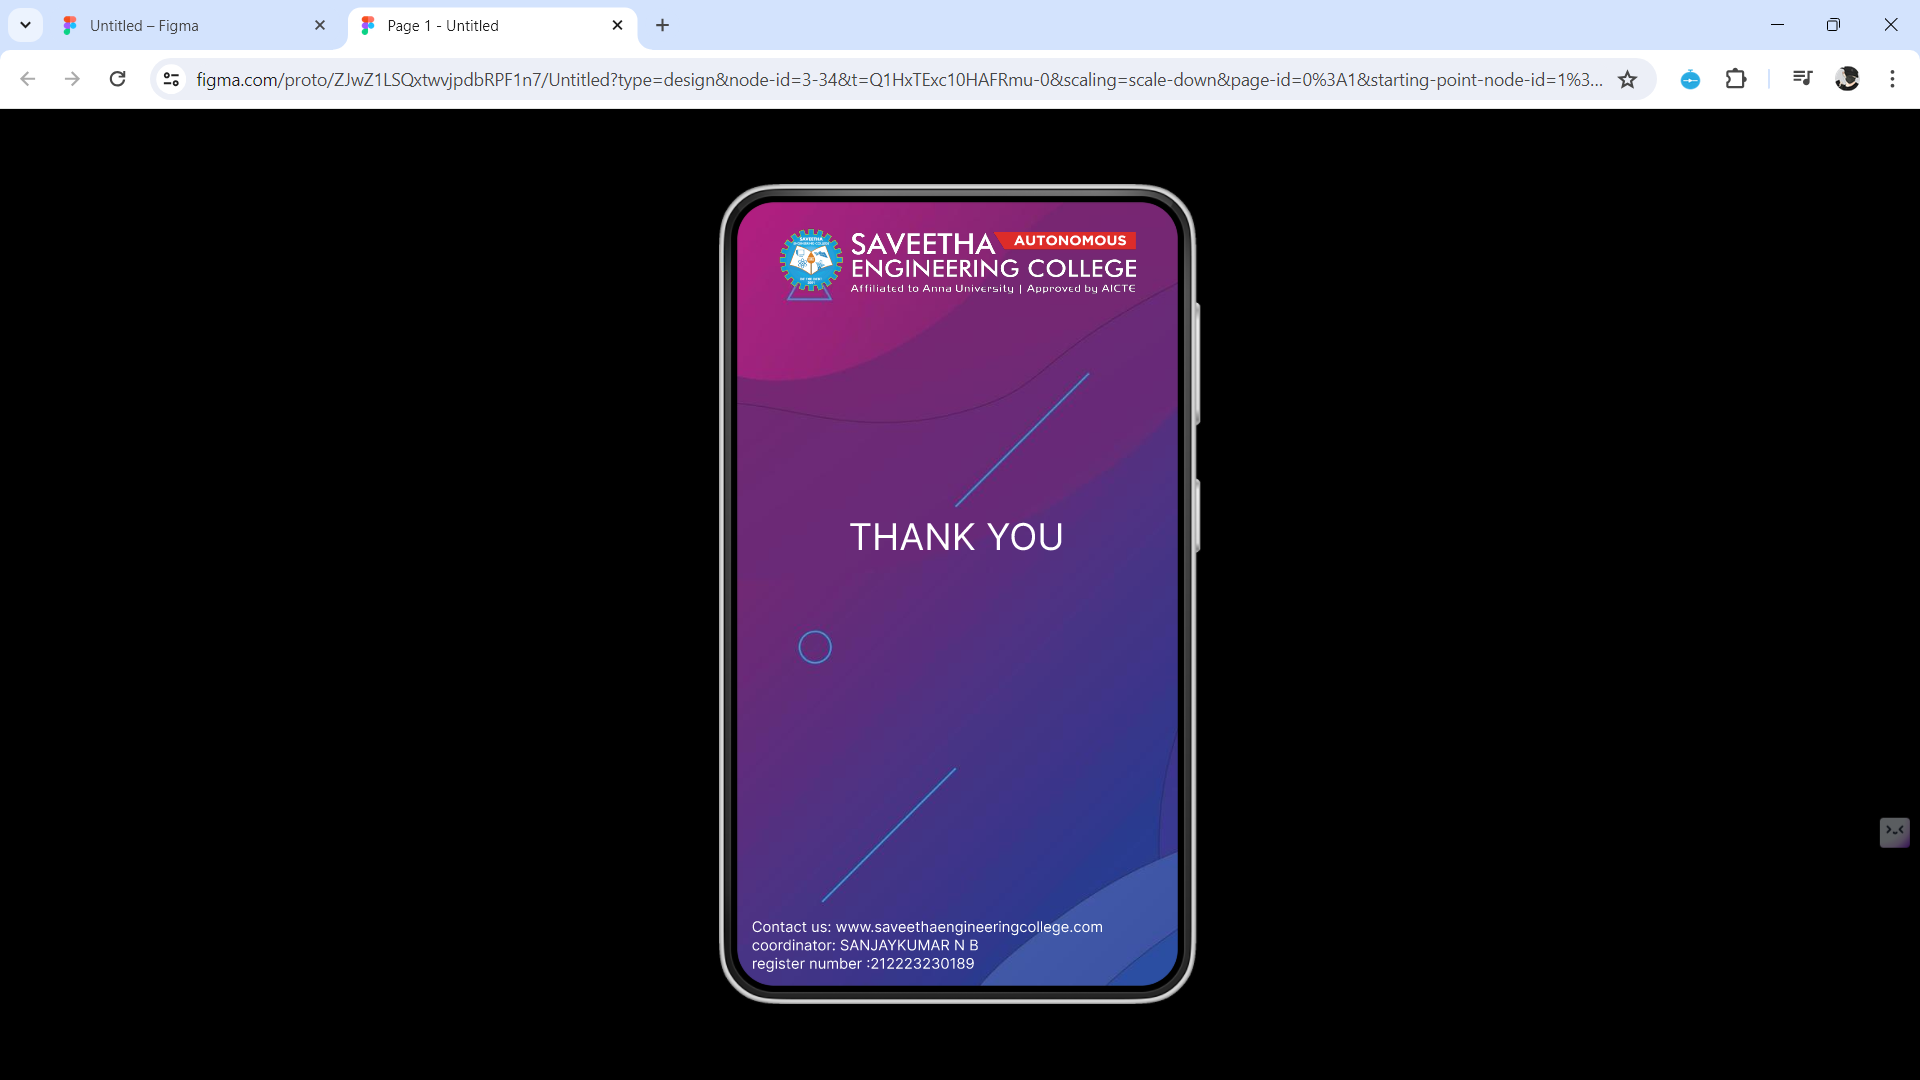 Untitled – Figma
Page 1 - Untitled
figma.com/proto/ZJwZ1LSQxtwvjpdbRPF1n7/Untitled?type=design&node-id=3-34&t=Q1HxTExc10HAFRmu-0&scaling=scale-down&page-id=0%3A1&starting-point-node-id=1%3...
SAVEETHA AUTONOMOUS
ENGINEERING COLLEGE
Affiliated to Anna University | Approved by AICTE
SAVEETHA
THANK YOU
Contact us: www.saveethaengineeringcollege.com
coordinator: SANJAYKUMAR N B
register number :212223230189